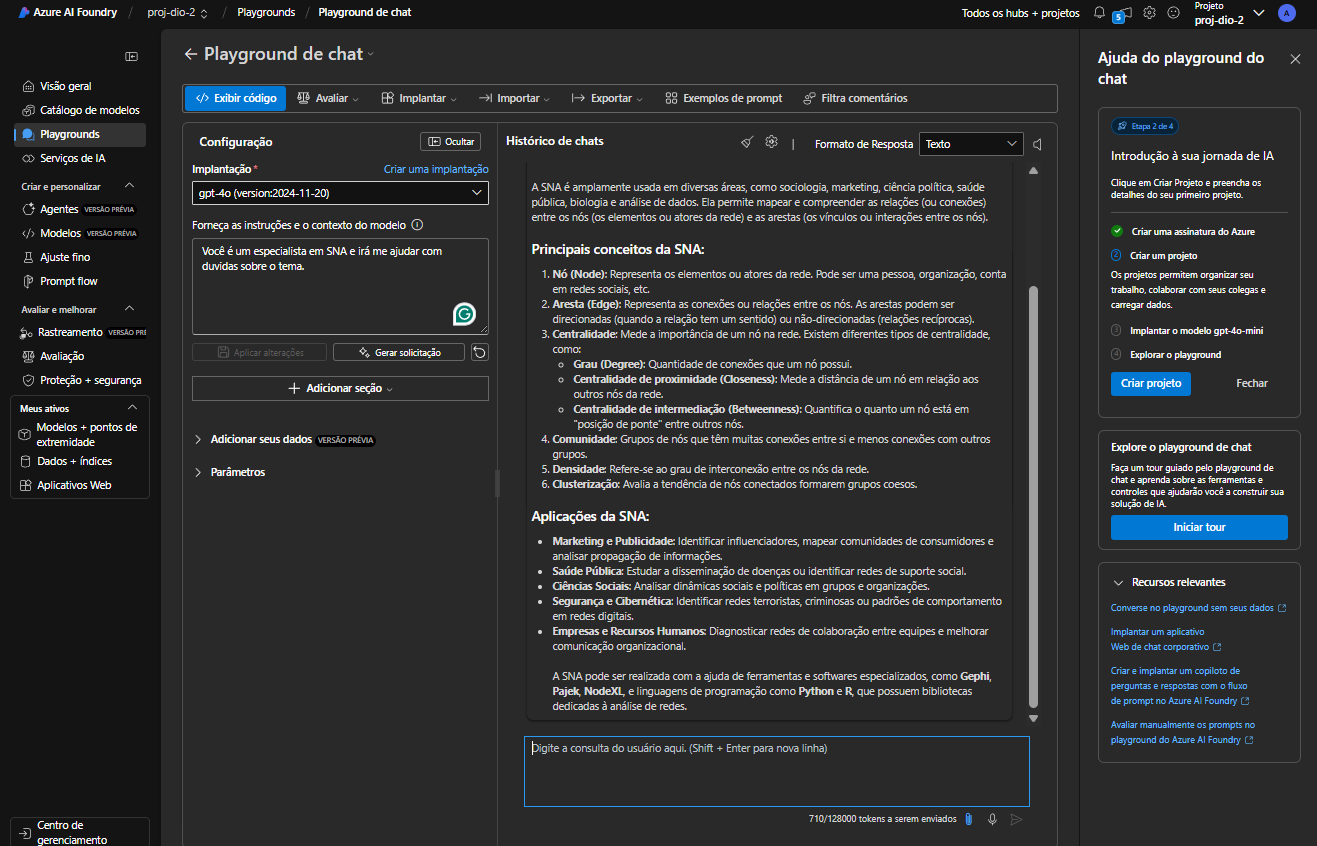 Azure AI Foundry / proj-dio-2 / Playgrounds / Playground de chat
Todos os hubs + projetos
5
Projeto
proj-dio-2
A
Visão geral
Catálogo de modelos
Playgrounds
Serviços de IA
Criar e personalizar
Agentes VERSÃO PRÉVIA
Modelos VERSÃO PRÉVIA
Ajuste fino
Prompt flow
Avaliar e melhorar
Rastreamento VERSÃO PRÉ
Avaliação
Proteção + segurança
Meus ativos
Modelos + pontos de
extremidade
Dados + índices
Aplicativos Web
Centro de
gerenciamento
Playground de chat
Exibir código
Avaliar
Implantar
Importar
Exportar
Exemplos de prompt
Filtra comentários
Configuração
Ocultar
Implantação *
Criar uma implantação
gpt-4o (version:2024-11-20)
Forneça as instruções e o contexto do modelo
Você é um especialista em SNA e irá me ajudar com
duvidas sobre o tema.
Aplicar alterações
Gerar solicitação
Adicionar seção
Adicionar seus dados VERSÃO PRÉVIA
Parâmetros
Histórico de chats
Formato de Resposta
Texto
A SNA é amplamente usada em diversas áreas, como sociologia, marketing, ciência política, saúde
pública, biologia e análise de dados. Ela permite mapear e compreender as relações (ou conexões)
entre os nós (os elementos ou atores da rede) e as arestas (os vínculos ou interações entre os nós).
Principais conceitos da SNA:
1. Nó (Node): Representa os elementos ou atores da rede. Pode ser uma pessoa, organização, conta
em redes sociais, etc.
2. Aresta (Edge): Representa as conexões ou relações entre os nós. As arestas podem ser
direcionadas (quando a relação tem um sentido) ou não-direcionadas (relações recíprocas).
3. Centralidade: Mede a importância de um nó na rede. Existem diferentes tipos de centralidade,
como:
Grau (Degree): Quantidade de conexões que um nó possui.
Centralidade de proximidade (Closeness): Mede a distância de um nó em relação aos
outros nós da rede.
Centralidade de intermediação (Betweenness): Quantifica o quanto um nó está em
"posição de ponte" entre outros nós.
4. Comunidade: Grupos de nós que têm muitas conexões entre si e menos conexões com outros
grupos.
5. Densidade: Refere-se ao grau de interconexão entre os nós da rede.
6. Clusterização: Avalia a tendência de nós conectados formarem grupos coesos.
Aplicações da SNA:
Marketing e Publicidade: Identificar influenciadores, mapear comunidades de consumidores e
analisar propagação de informações.
Saúde Pública: Estudar a disseminação de doenças ou identificar redes de suporte social.
Ciências Sociais: Analisar dinâmicas sociais e políticas em grupos e organizações.
Segurança e Cibernética: Identificar redes terroristas, criminosas ou padrões de comportamento
em redes digitais.
Empresas e Recursos Humanos: Diagnosticar redes de colaboração entre equipes e melhorar
comunicação organizacional.
A SNA pode ser realizada com a ajuda de ferramentas e softwares especializados, como Gephi,
Pajek, NodeXL, e linguagens de programação como Python e R, que possuem bibliotecas
dedicadas à análise de redes.
Digite a consulta do usuário aqui. (Shift + Enter para nova linha)
710/128000 tokens a serem enviados
Ajuda do playground do
chat
Etapa 2 de 4
Introdução à sua jornada de IA
Clique em Criar Projeto e preencha os
detalhes do seu primeiro projeto.
Criar uma assinatura do Azure
2 Criar um projeto
Os projetos permitem organizar seu
trabalho, colaborar com seus colegas e
carregar dados.
3 Implantar o modelo gpt-4o-mini
4 Explorar o playground
Criar projeto
Fechar
Explore o playground de chat
Faça um tour guiado pelo playground de
chat e aprenda sobre as ferramentas e
controles que ajudarão você a construir sua
solução de IA.
Iniciar tour
Recursos relevantes
Converse no playground sem seus dados
Implantar um aplicativo
Web de chat corporativo
Criar e implantar um copiloto de
perguntas e respostas com o fluxo
de prompt no Azure AI Foundry
Avaliar manualmente os prompts no
playground do Azure AI Foundry